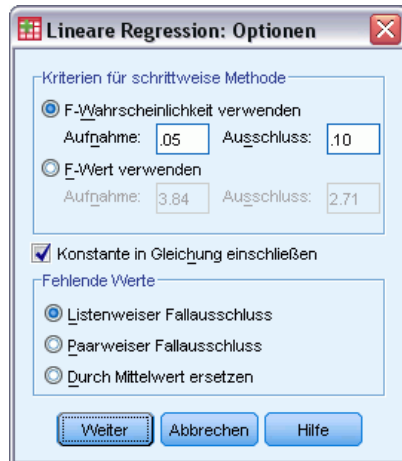 Lineare Regression: Optionen
Kriterien für schrittweise Methode
F-Wahrscheinlichkeit verwenden
Aufnahme: .05 Ausschluss: .10
F-Wert verwenden
Aufnahme: 3.84 Ausschluss: 2.71
Konstante in Gleichung einschließen
Fehlende Werte
Listenweiser Fallausschluss
Paarweiser Fallausschluss
Durch Mittelwert ersetzen
Weiter Abbrechen Hilfe